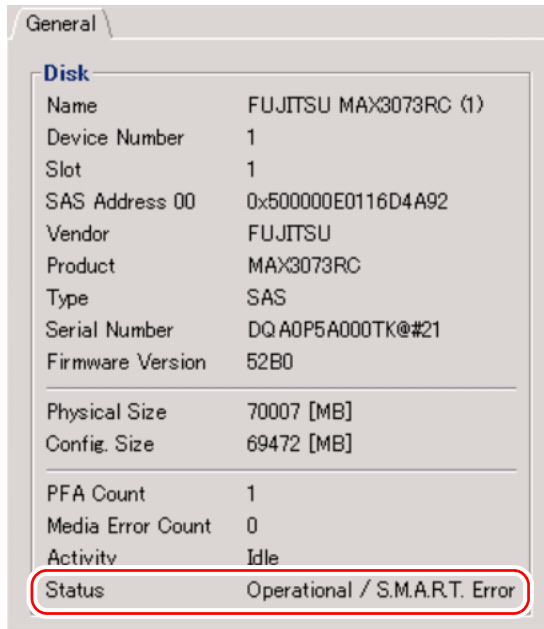 General
Disk
Name FUJITSU MAX3073RC (1)
Device Number 1
Slot 1
SAS Address 00 0x500000E0116D4A92
Vendor FUJITSU
Product MAX3073RC
Type SAS
Serial Number DQA0P5A000TK@#21
Firmware Version 52B0
Physical Size 70007 [MB]
Config. Size 69472 [MB]
PFA Count 1
Media Error Count 0
Activity Idle
Status Operational / S.M.A.R.T. Error